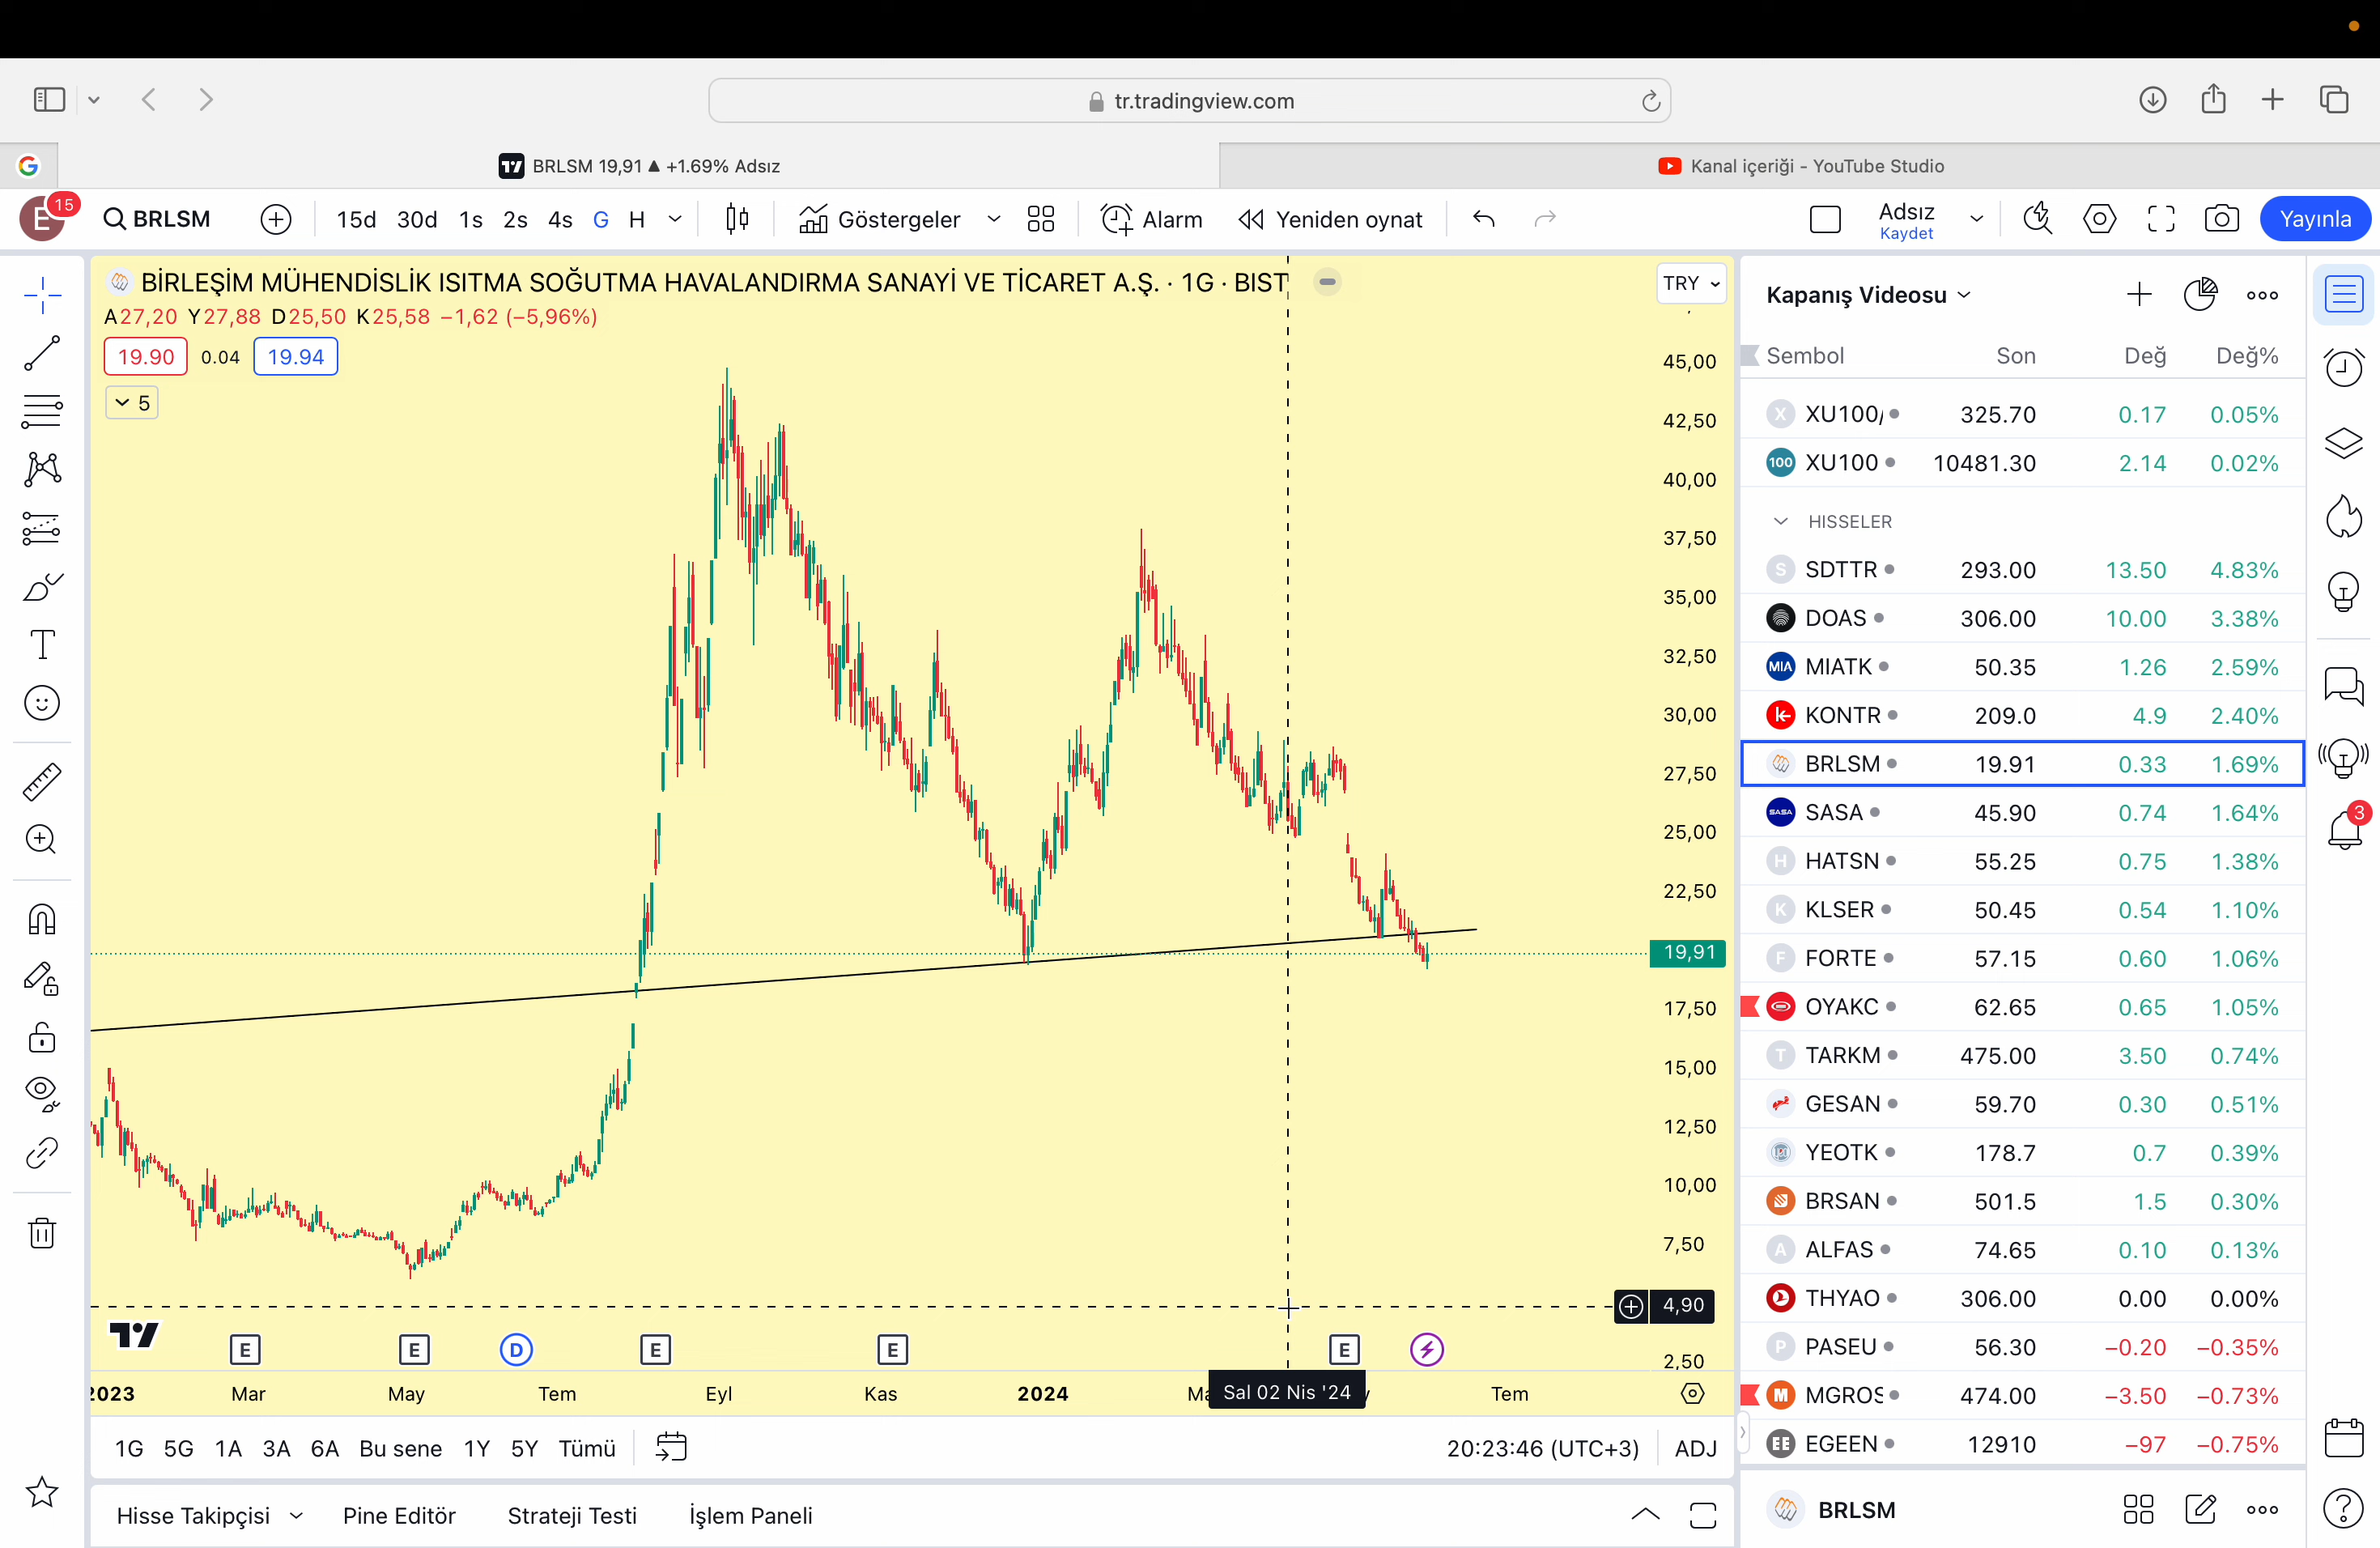 tr.tradingview.com
BRLSM 19,91 ▲ +1.69% Adsız
Kanal içeriği - YouTube Studio
E 15
BRLSM
15d 30d 1s 2s 4s G H
Göstergeler
Alarm
Yeniden oynat
Adsız
Kaydet
Yayınla
BİRLEŞİM MÜHENDİSLİK ISITMA SOĞUTMA HAVALANDIRMA SANAYİ VE TİCARET A.Ş. · 1G · BIST
TRY
A27,20 Y27,88 D25,50 K25,58 −1,62 (−5,96%)
19.90 0.04 19.94
5
45,00
42,50
40,00
37,50
35,00
32,50
30,00
27,50
25,00
22,50
19,91
17,50
15,00
12,50
10,00
7,50
4,90
2,50
E E D E E E
2023 Mar May Tem Eyl Kas 2024 Sal 02 Nis '24 Tem
1G 5G 1A 3A 6A Bu sene 1Y 5Y Tümü
20:23:46 (UTC+3) ADJ
Hisse Takipçisi Pine Editör Strateji Testi İşlem Paneli
Kapanış Videosu
Sembol Son Değ Değ%
X XU100/ 325.70 0.17 0.05%
100 XU100 10481.30 2.14 0.02%
HISSELER
S SDTTR 293.00 13.50 4.83%
DOAS 306.00 10.00 3.38%
MIA MIATK 50.35 1.26 2.59%
KONTR 209.0 4.9 2.40%
BRLSM 19.91 0.33 1.69%
SASA SASA 45.90 0.74 1.64%
H HATSN 55.25 0.75 1.38%
K KLSER 50.45 0.54 1.10%
F FORTE 57.15 0.60 1.06%
OYAKC 62.65 0.65 1.05%
T TARKM 475.00 3.50 0.74%
GESAN 59.70 0.30 0.51%
YEOTK 178.7 0.7 0.39%
BRSAN 501.5 1.5 0.30%
A ALFAS 74.65 0.10 0.13%
THYAO 306.00 0.00 0.00%
P PASEU 56.30 −0.20 −0.35%
M MGROS 474.00 −3.50 −0.73%
EE EGEEN 12910 −97 −0.75%
BRLSM
3